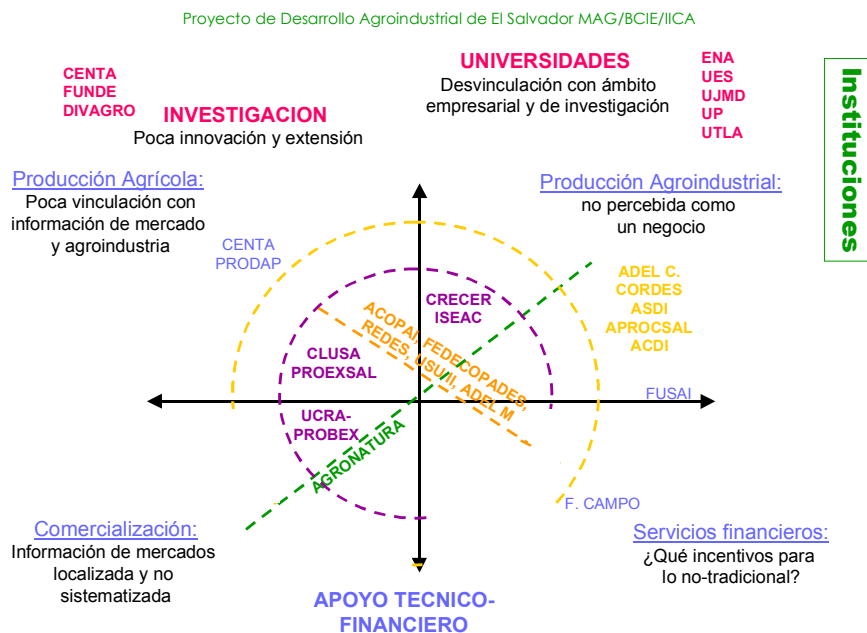 Proyecto de Desarrollo Agroindustrial de El Salvador MAG/BCIE/IICA
CENTA
FUNDE
DIVAGRO
INVESTIGACION
Poca innovación y extensión
UNIVERSIDADES
Desvinculación con ámbito
empresarial y de investigación
ENA
UES
UJMD
UP
UTLA
Instituciones
Producción Agrícola:
Poca vinculación con
información de mercado
y agroindustria
Producción Agroindustrial:
no percebida como
un negocio
CENTA
PRODAP
CRECER
ISEAC
ADEL C.
CORDES
ASDI
APROCSAL
ACDI
ACOPAI, FEDECOPADES,
REDES, USUII, ADEL M
CLUSA
PROEXSAL
FUSAI
UCRA-
PROBEX
AGRONATURA
F. CAMPO
Comercialización:
Información de mercados
localizada y no
sistematizada
Servicios financieros:
¿Qué incentivos para
lo no-tradicional?
APOYO TECNICO-
FINANCIERO